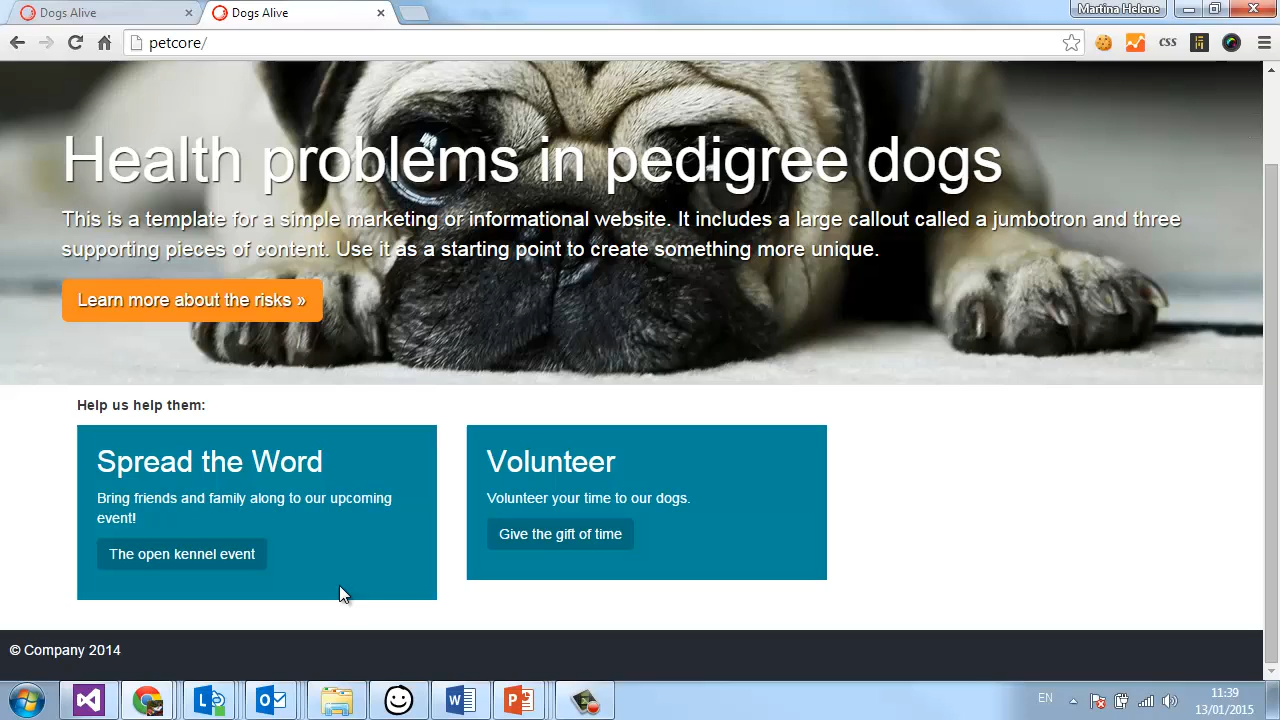 Dogs Alive
Dogs Alive
Martina Helene
petcore/
css
Health problems in pedigree dogs
This is a template for a simple marketing or informational website. It includes a large callout called a jumbotron and three
supporting pieces of content. Use it as a starting point to create something more unique.
Learn more about the risks »
Help us help them:
Spread the Word
Bring friends and family along to our upcoming
event!
The open kennel event
Volunteer
Volunteer your time to our dogs.
Give the gift of time
© Company 2014
EN
11:39
13/01/2015